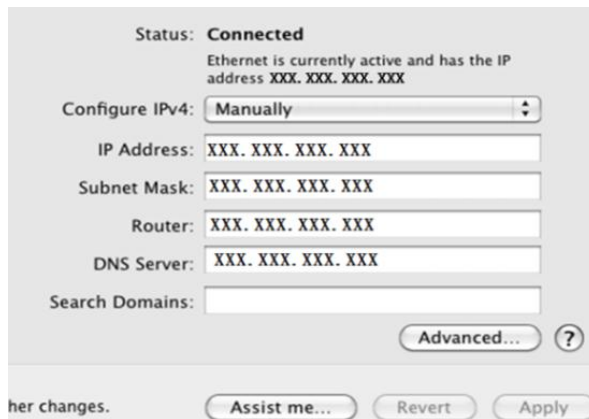 Status: Connected
Ethernet is currently active and has the IP
address XXX. XXX. XXX. XXX
Configure IPv4: Manually
IP Address: XXX. XXX. XXX. XXX
Subnet Mask: XXX. XXX. XXX. XXX
Router: XXX. XXX. XXX. XXX
DNS Server: XXX. XXX. XXX. XXX
Search Domains:
Advanced... ?
her changes. Assist me... Revert Apply